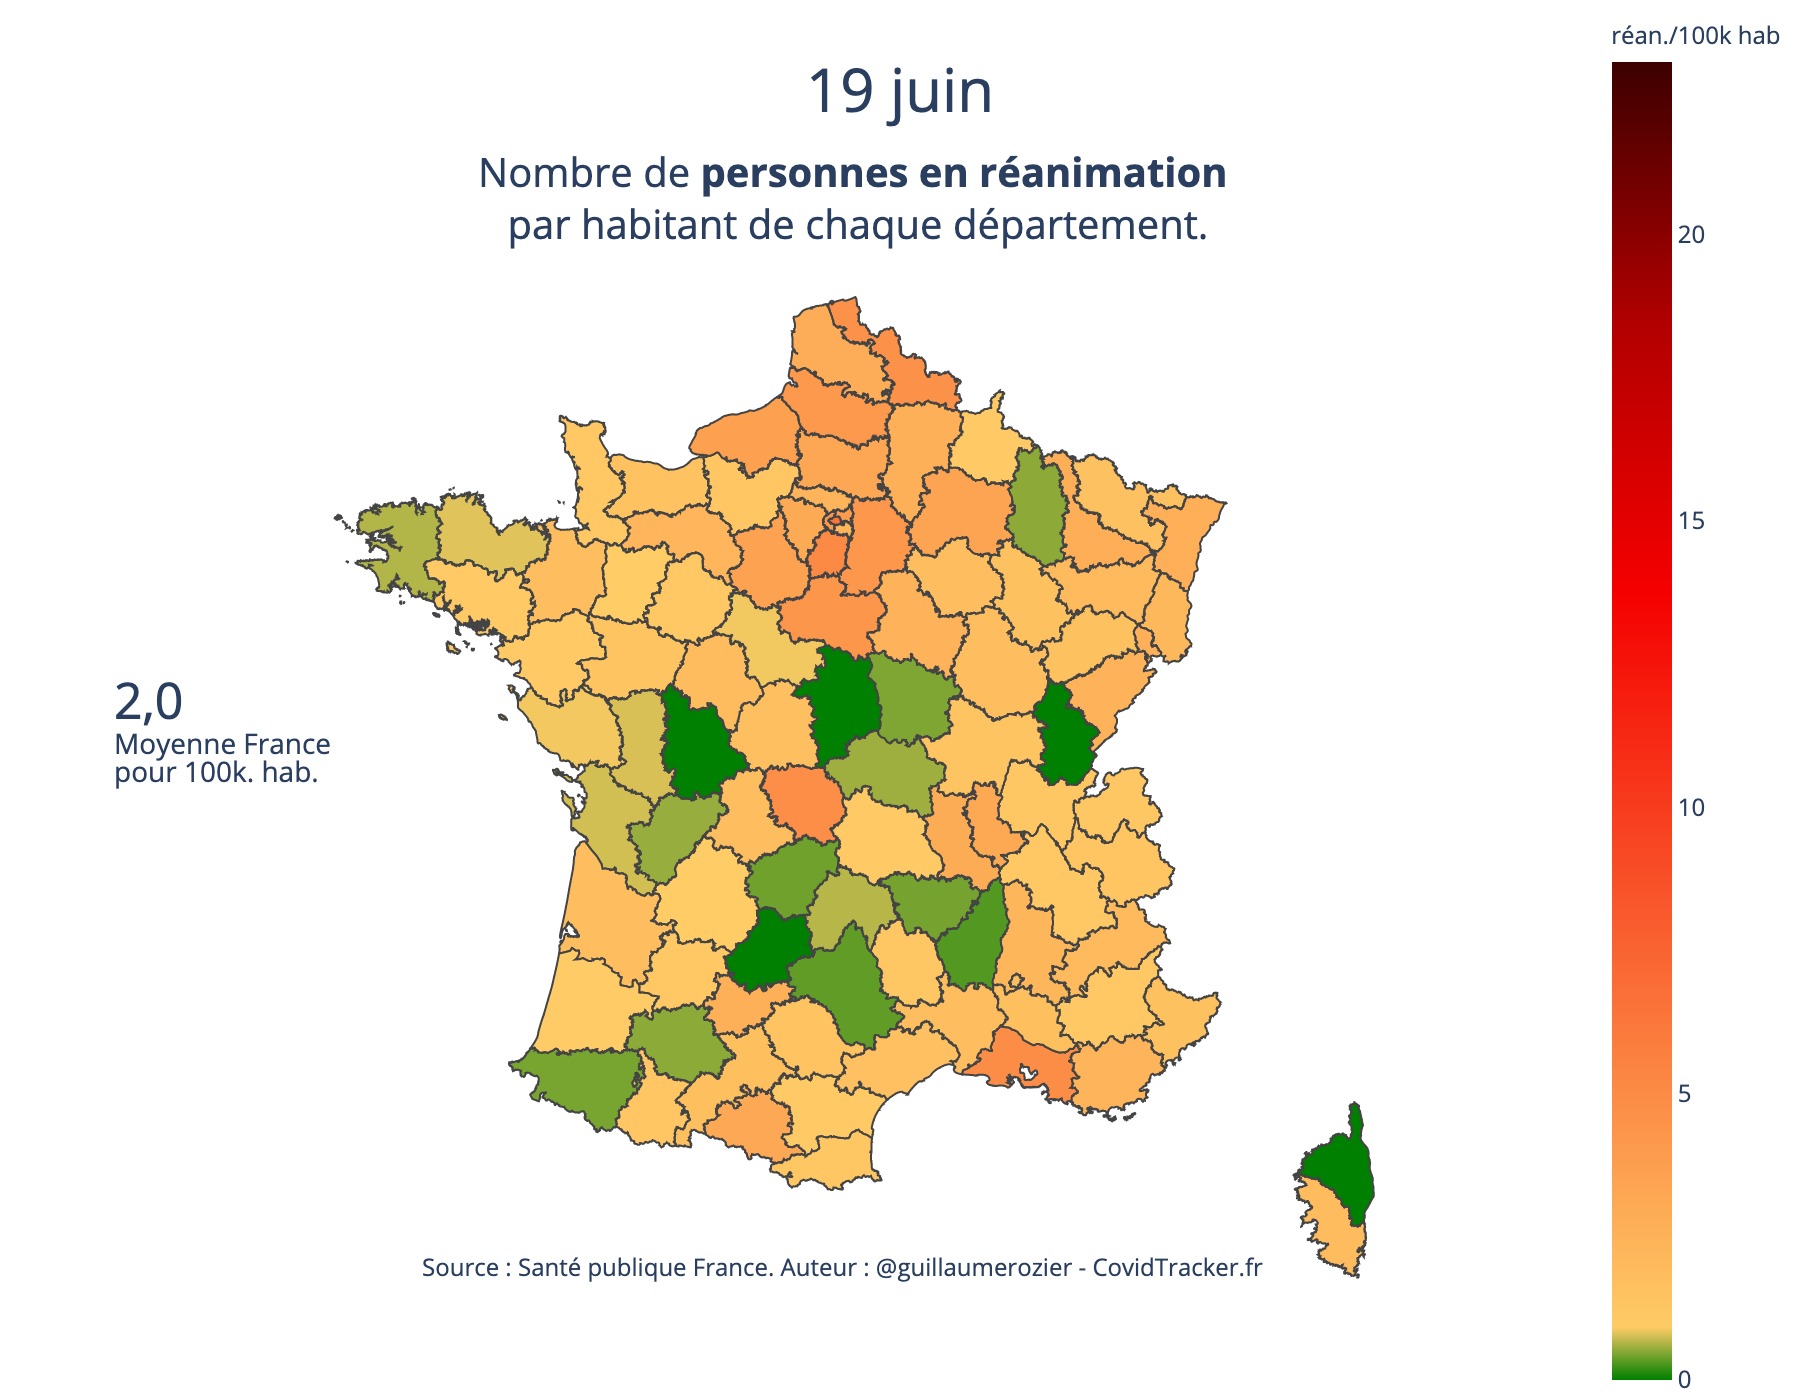 réan./100k hab
19 juin
Nombre de personnes en réanimation
par habitant de chaque département.
20
15
2,0
Moyenne France
pour 100k. hab.
10
5
Source : Santé publique France. Auteur : @guillaumerozier - CovidTracker.fr
0